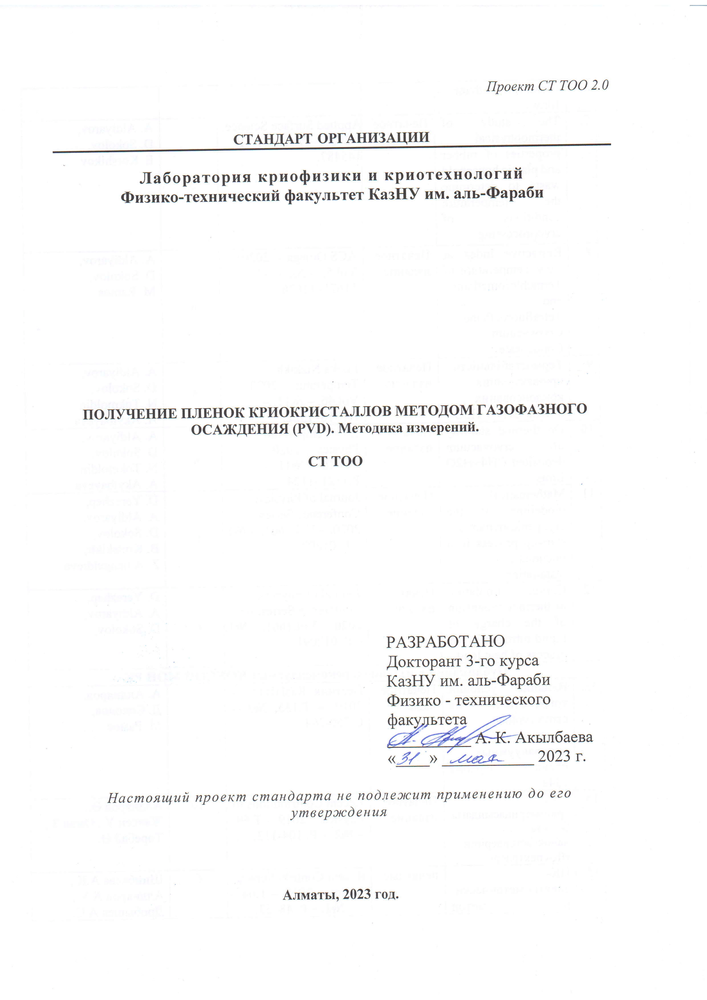 Проект СТ ТОО 2.0
СТАНДАРТ ОРГАНИЗАЦИИ
Лаборатория криофизики и криотехнологий
Физико-технический факультет КазНУ им. аль-Фараби
ПОЛУЧЕНИЕ ПЛЕНОК КРИОКРИСТАЛЛОВ МЕТОДОМ ГАЗОФАЗНОГО
ОСАЖДЕНИЯ (PVD). Методика измерений.
СТ ТОО
РАЗРАБОТАНО
Докторант 3-го курса
КазНУ им. аль-Фараби
Физико - технического
факультета
__________ А. К. Акылбаева
«31» мая 2023 г.
Настоящий проект стандарта не подлежит применению до его
утверждения
Алматы, 2023 год.